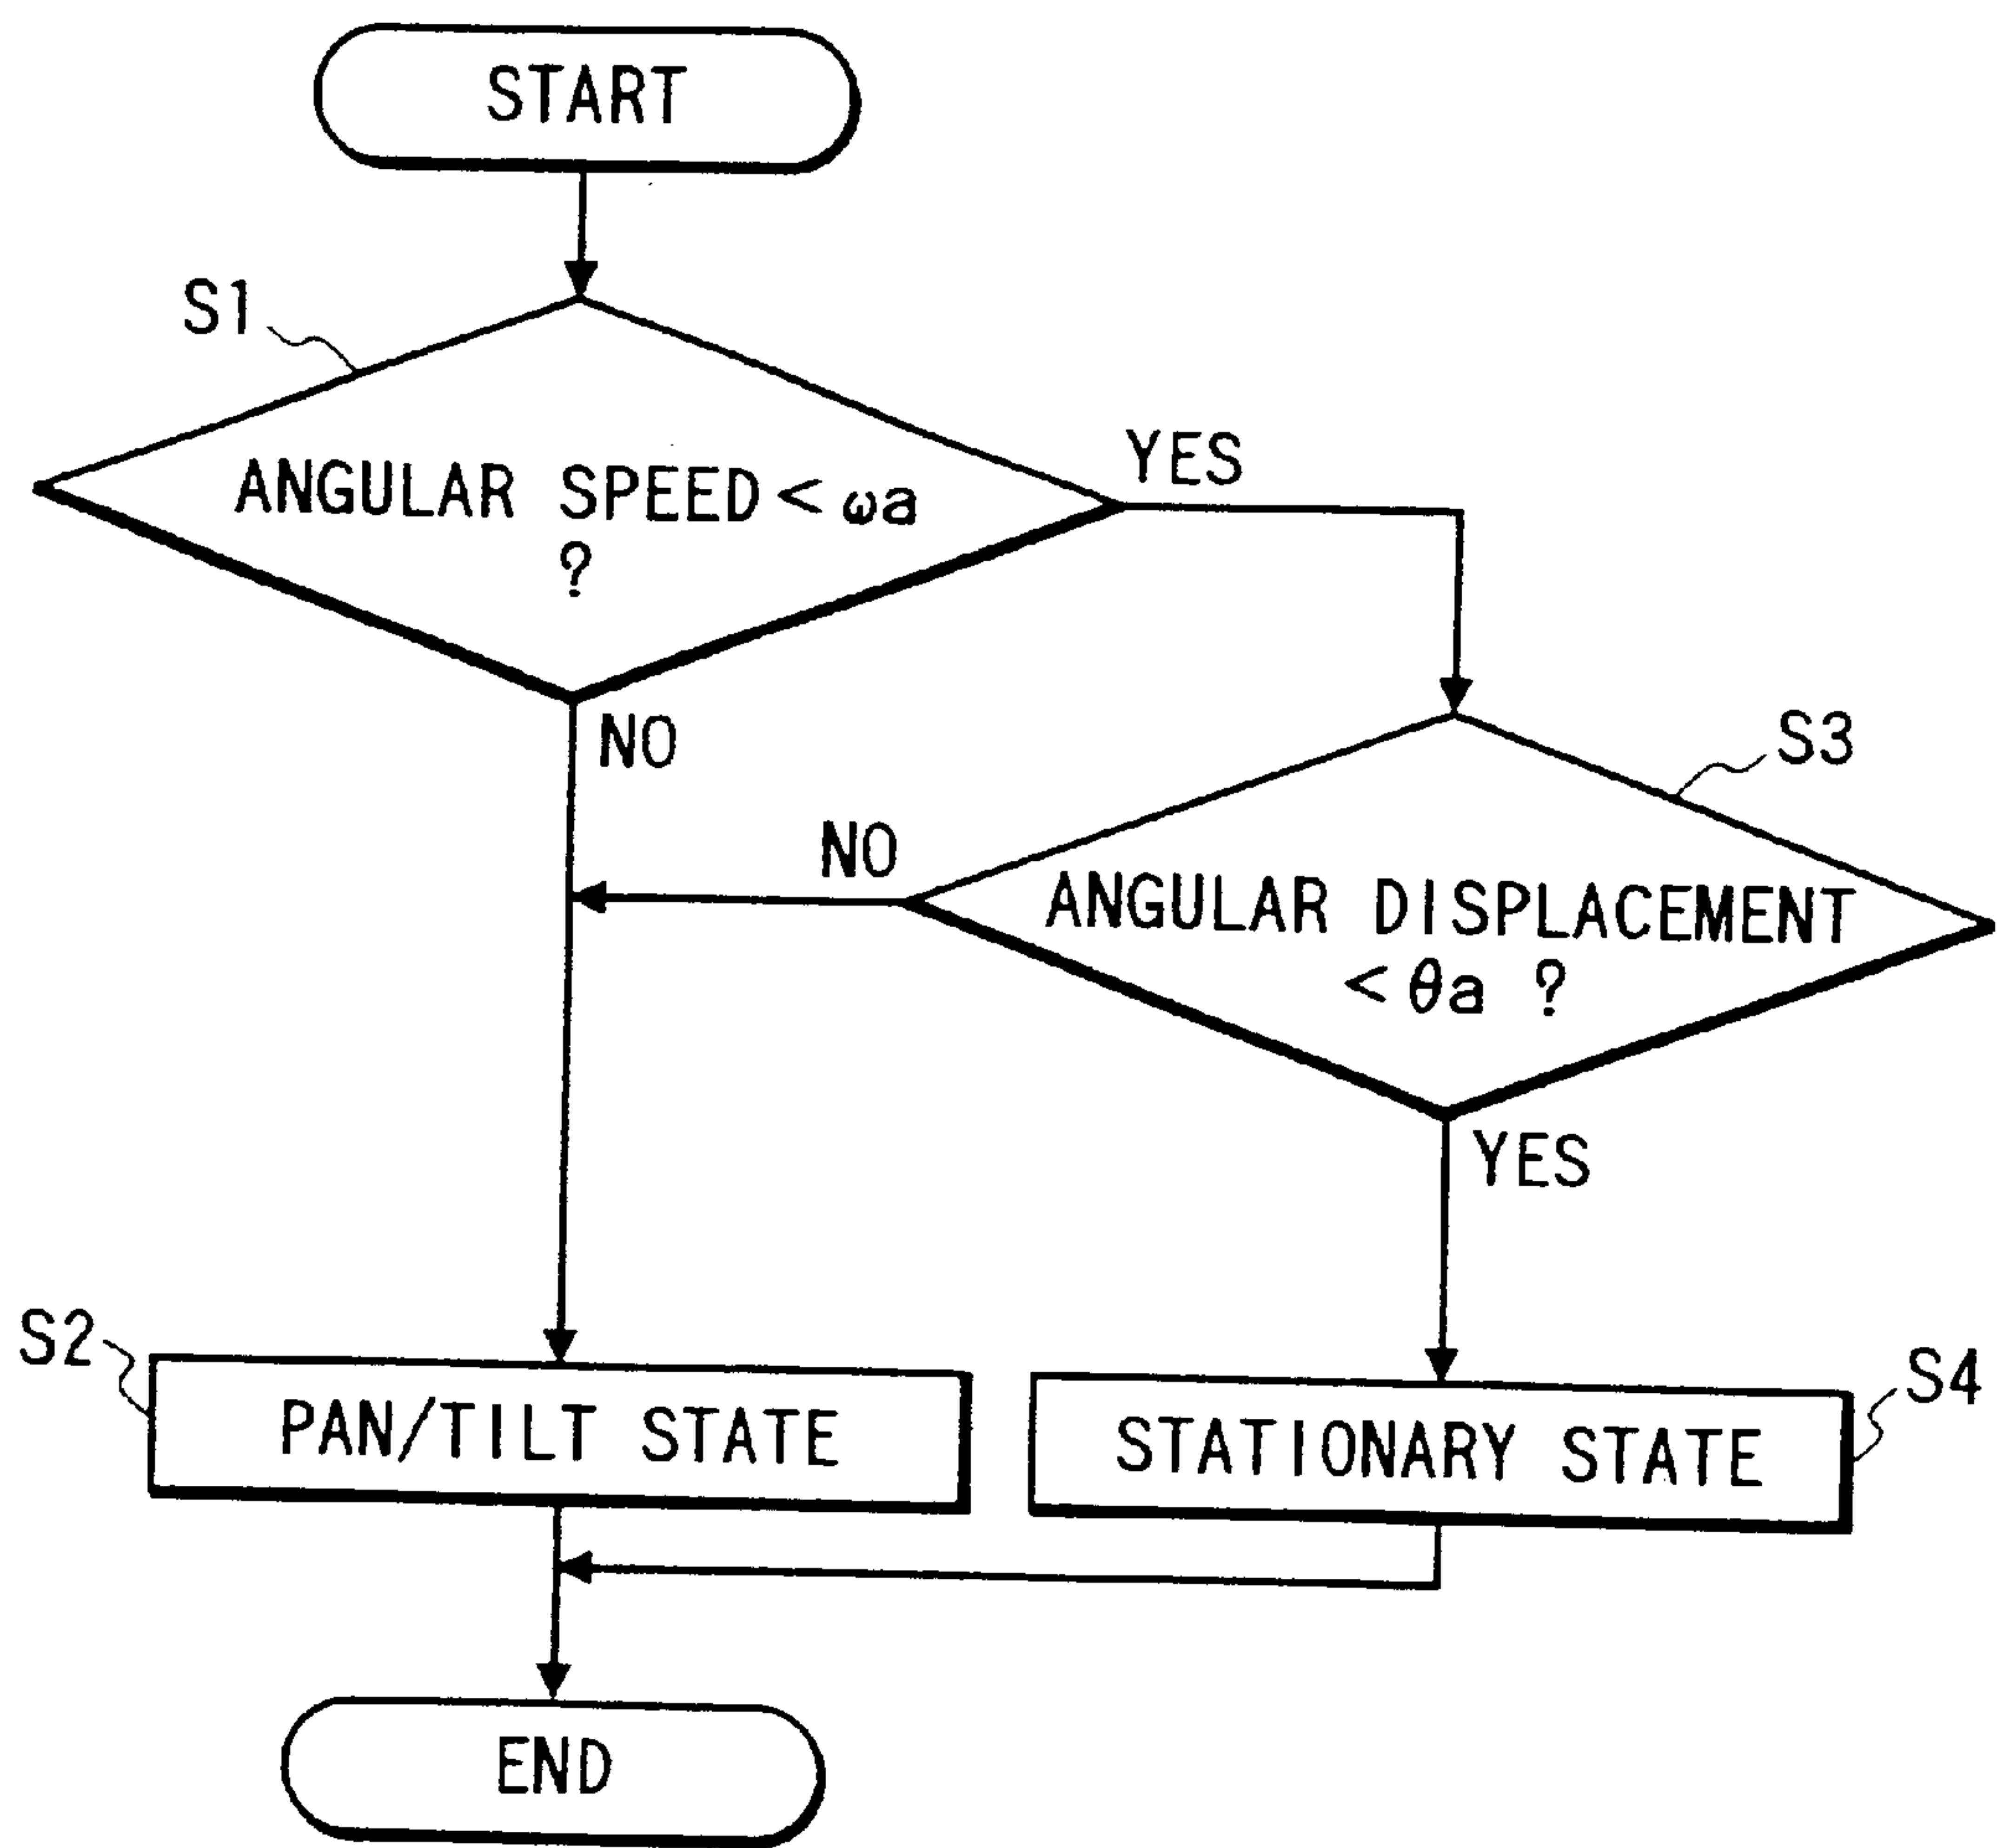 START
S1
ANGULAR SPEED < ωa
?
YES
NO
S3
NO
ANGULAR DISPLACEMENT
< θa ?
YES
S2
PAN/TILT STATE
S4
STATIONARY STATE
END